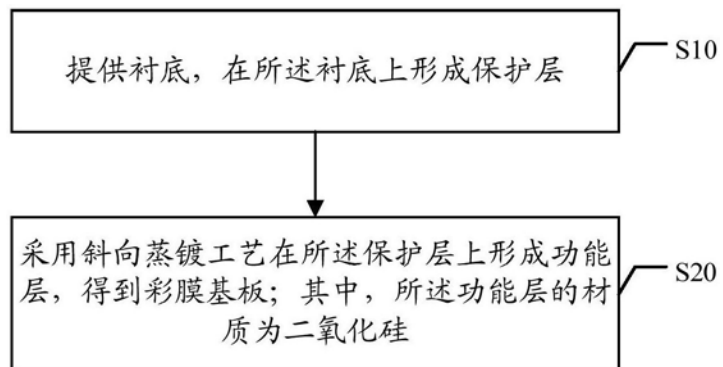 提供衬底，在所述衬底上形成保护层
S10
采用斜向蒸镀工艺在所述保护层上形成功能
层，得到彩膜基板；其中，所述功能层的材
质为二氧化硅
S20